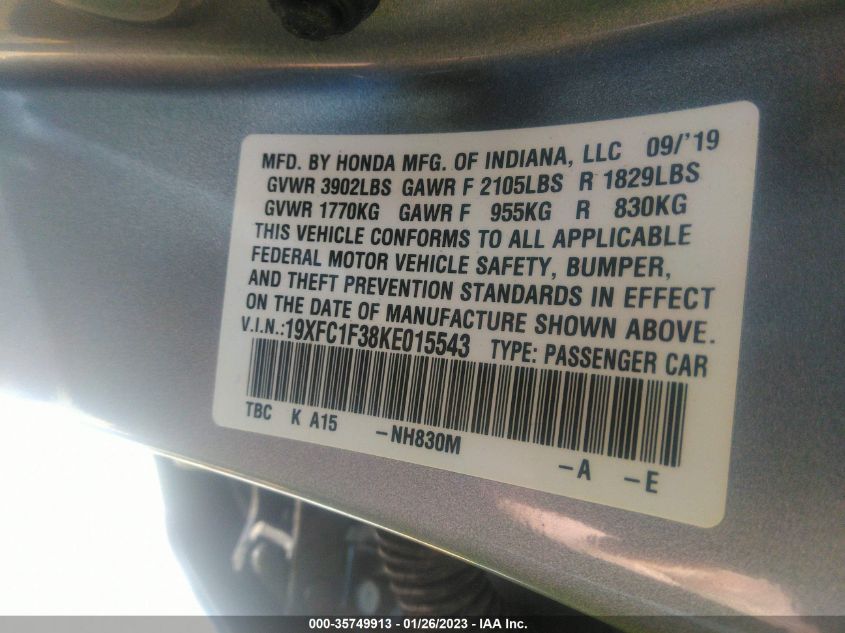 MFD. BY HONDA MFG. OF INDIANA, LLC 09/'19
GVWR 3902LBS GAWR F 2105LBS R 1829LBS
GVWR 1770KG GAWR F 955KG R 830KG
THIS VEHICLE CONFORMS TO ALL APPLICABLE
FEDERAL MOTOR VEHICLE SAFETY, BUMPER,
AND THEFT PREVENTION STANDARDS IN EFFECT
ON THE DATE OF MANUFACTURE SHOWN ABOVE.
V.I.N.:19XFC1F38KE015543 TYPE: PASSENGER CAR
TBC K A15 -NH830M -A -E
000-35749913 - 01/26/2023 - IAA Inc.